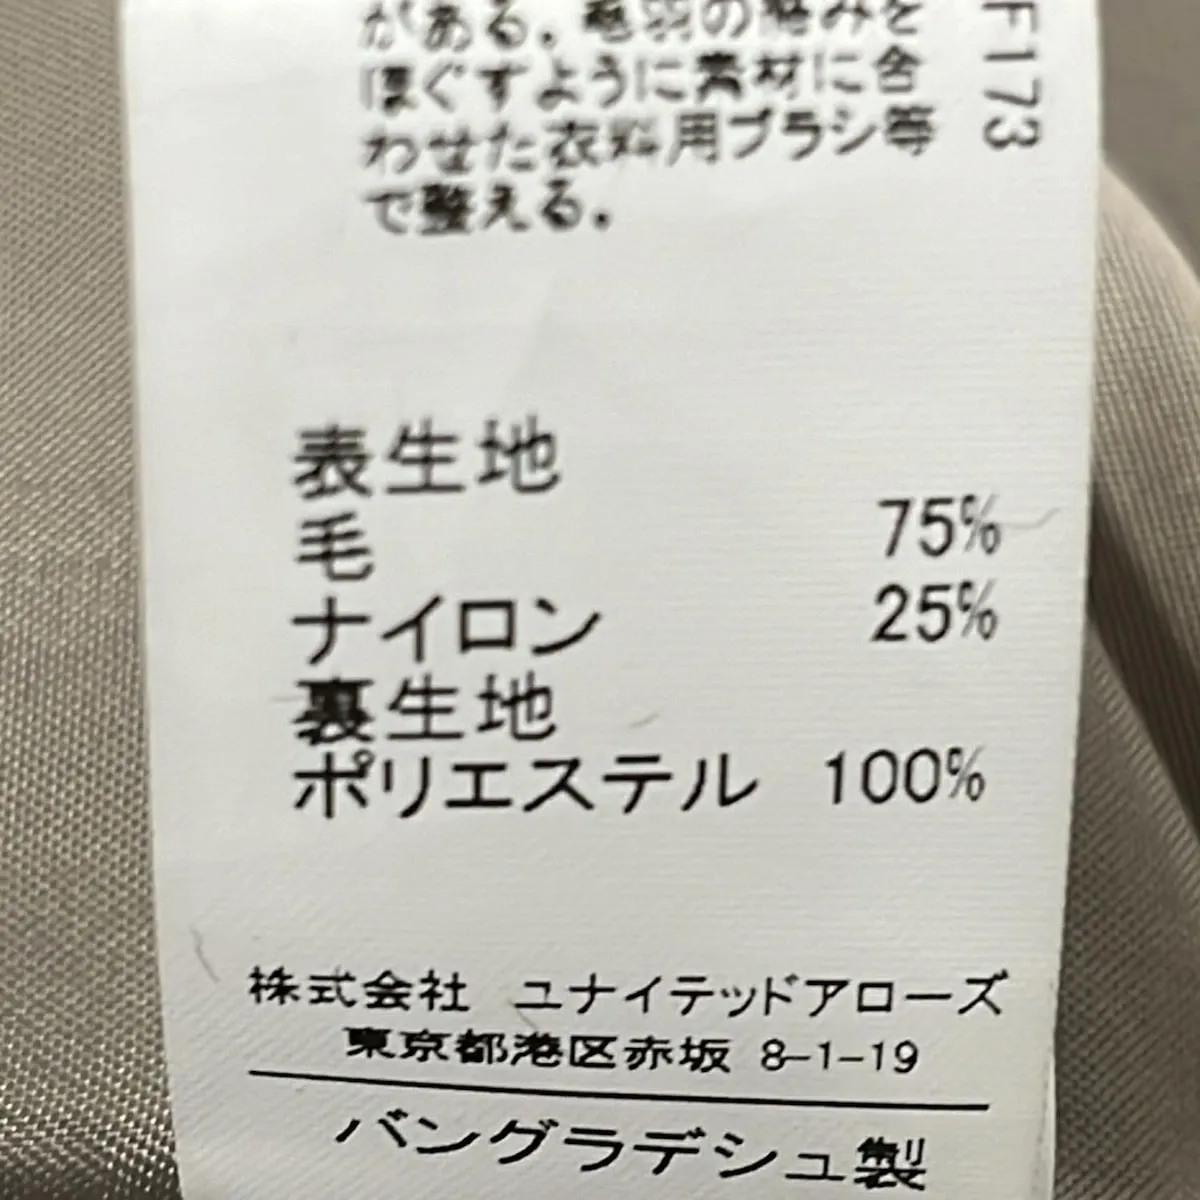 がある。毛羽の絡みを
ほぐすように素材に合
わせた衣料用ブラシ等
で整える。
F173
表生地
毛 75%
ナイロン 25%
裏生地
ポリエステル 100%
株式会社 ユナイテッドアローズ
東京都港区赤坂 8-1-19
バングラデシュ製